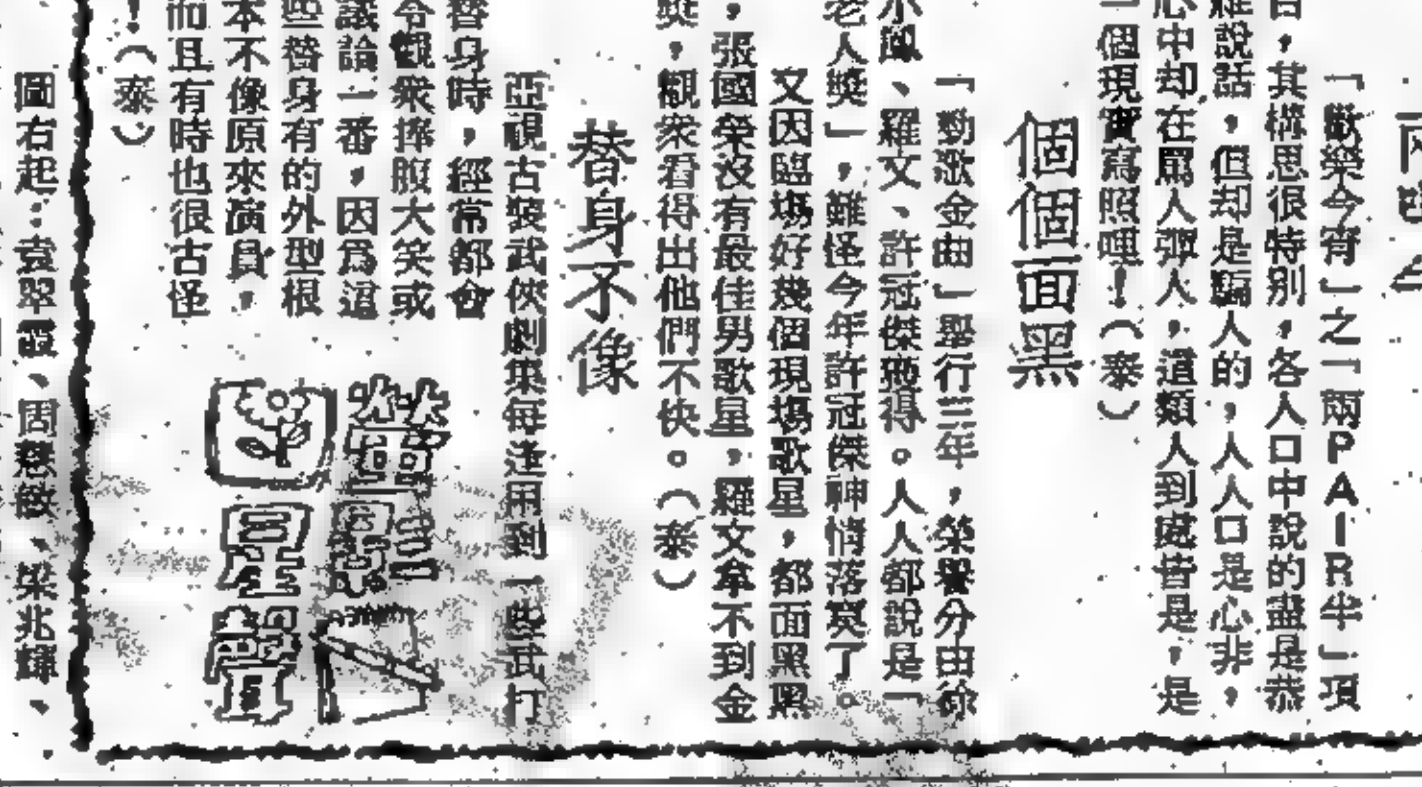 「歡樂今宵」之「兩PAIR半」項
目，其構思很特別，各人口中說的盡是恭
說話，但却是騙人的，人人口是心非，
心中却在罵人彈人，這類人到處皆是，是
一個現實寫照哩！（泰）
個個面黑
「勁歌金曲」舉行三年，榮譽分由徐
小鳳、羅文、許冠傑獲得。人人都說是「
老人獎」，難怪今年許冠傑神情落寞了。
又因臨場好幾個現場歌星，都面黑黑
，張國榮沒有最佳男歌星，羅文拿不到金
獎，觀衆看得出他們不快。（泰）
替身不像
亞視古裝武俠劇集每逢用到一些武打
替身時，經常都會
令觀衆捧腹大笑或
議論一番，因爲這
些替身有的外型根
本不像原來演員，
而且有時也很古怪
！（泰）
螢影
星聲
圖右起：袁翠霞、周慧敏、梁兆輝、